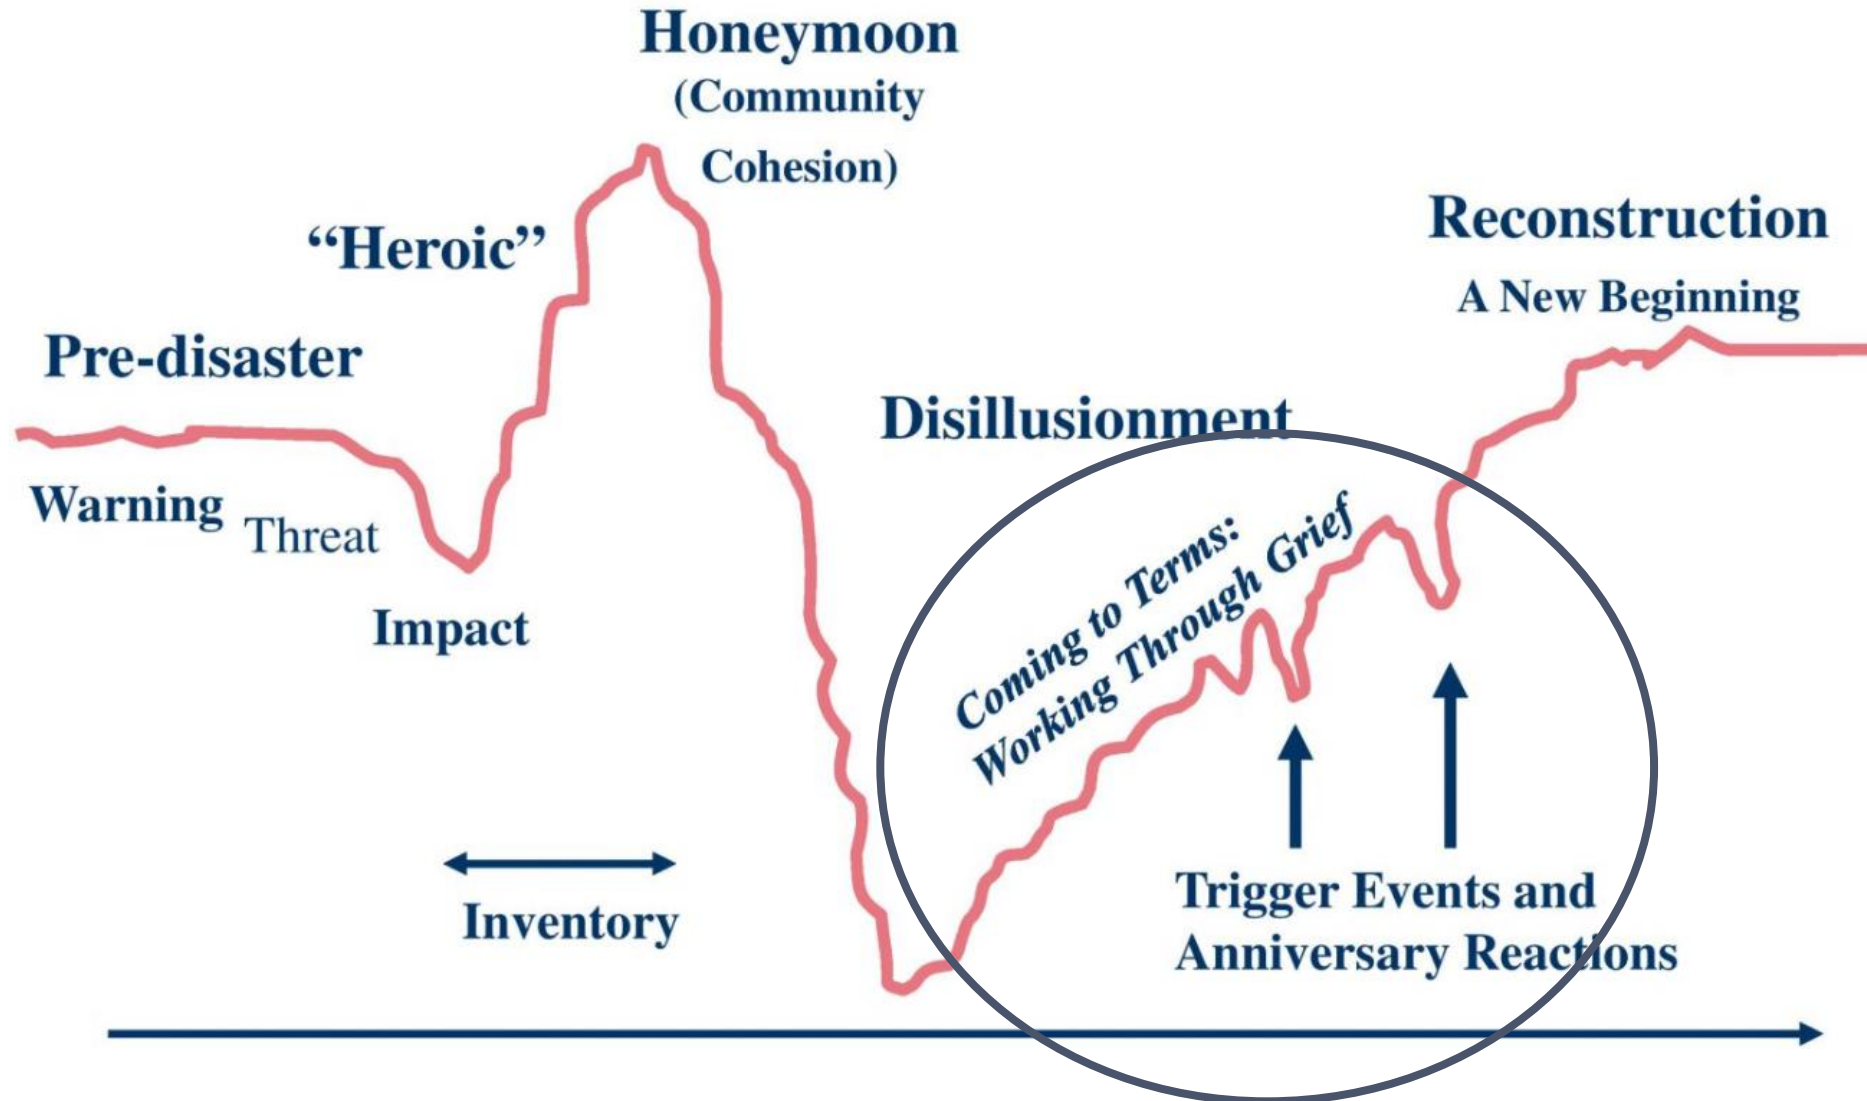 Honeymoon
(Community
Cohesion)
“Heroic”
Pre-disaster
Reconstruction
A New Beginning
Disillusionment
Warning
Threat
Impact
Coming to Terms:
Working Through Grief
Inventory
Trigger Events and
Anniversary Reactions